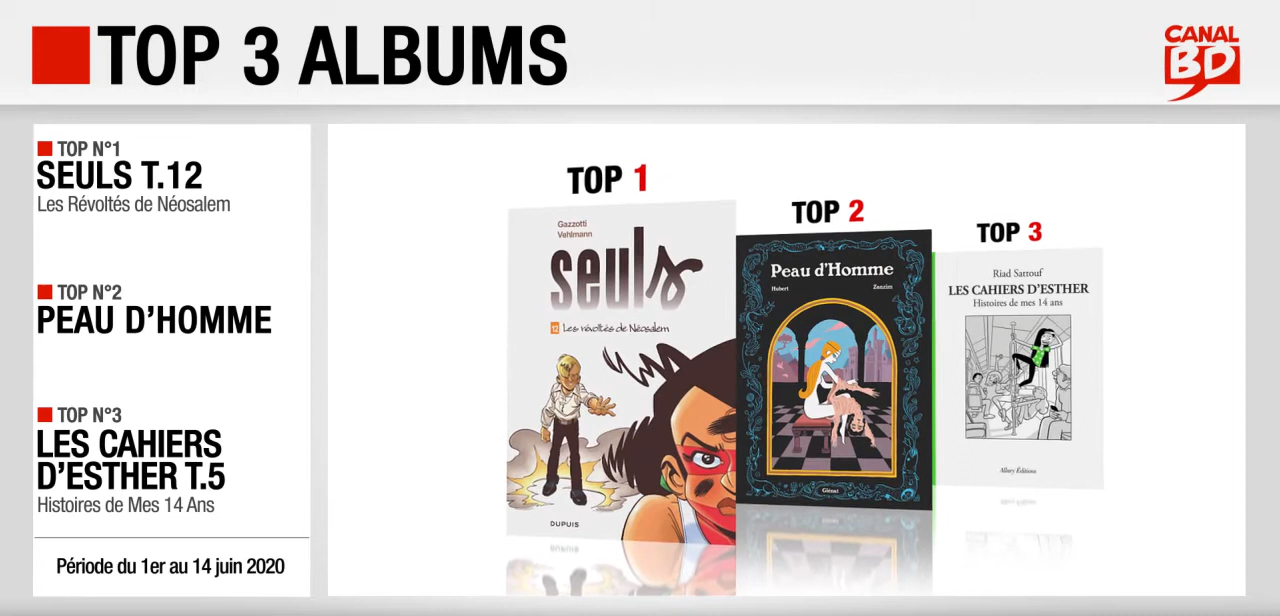 TOP 3 ALBUMS
CANAL
BD
TOP N°1
SEULS T.12
Les Révoltés de Néosalem
TOP N°2
PEAU D'HOMME
TOP N°3
LES CAHIERS
D'ESTHER T.5
Histoires de Mes 14 Ans
Période du 1er au 14 juin 2020
TOP 1
Gazzotti
Vehlmann
seuls
12 Les révoltés de Néosalem
DUPUIS
TOP 2
Peau d'Homme
Hubert Zanzim
Glénat
TOP 3
Riad Sattouf
LES CAHIERS D'ESTHER
Histoires de mes 14 ans
Allary Éditions